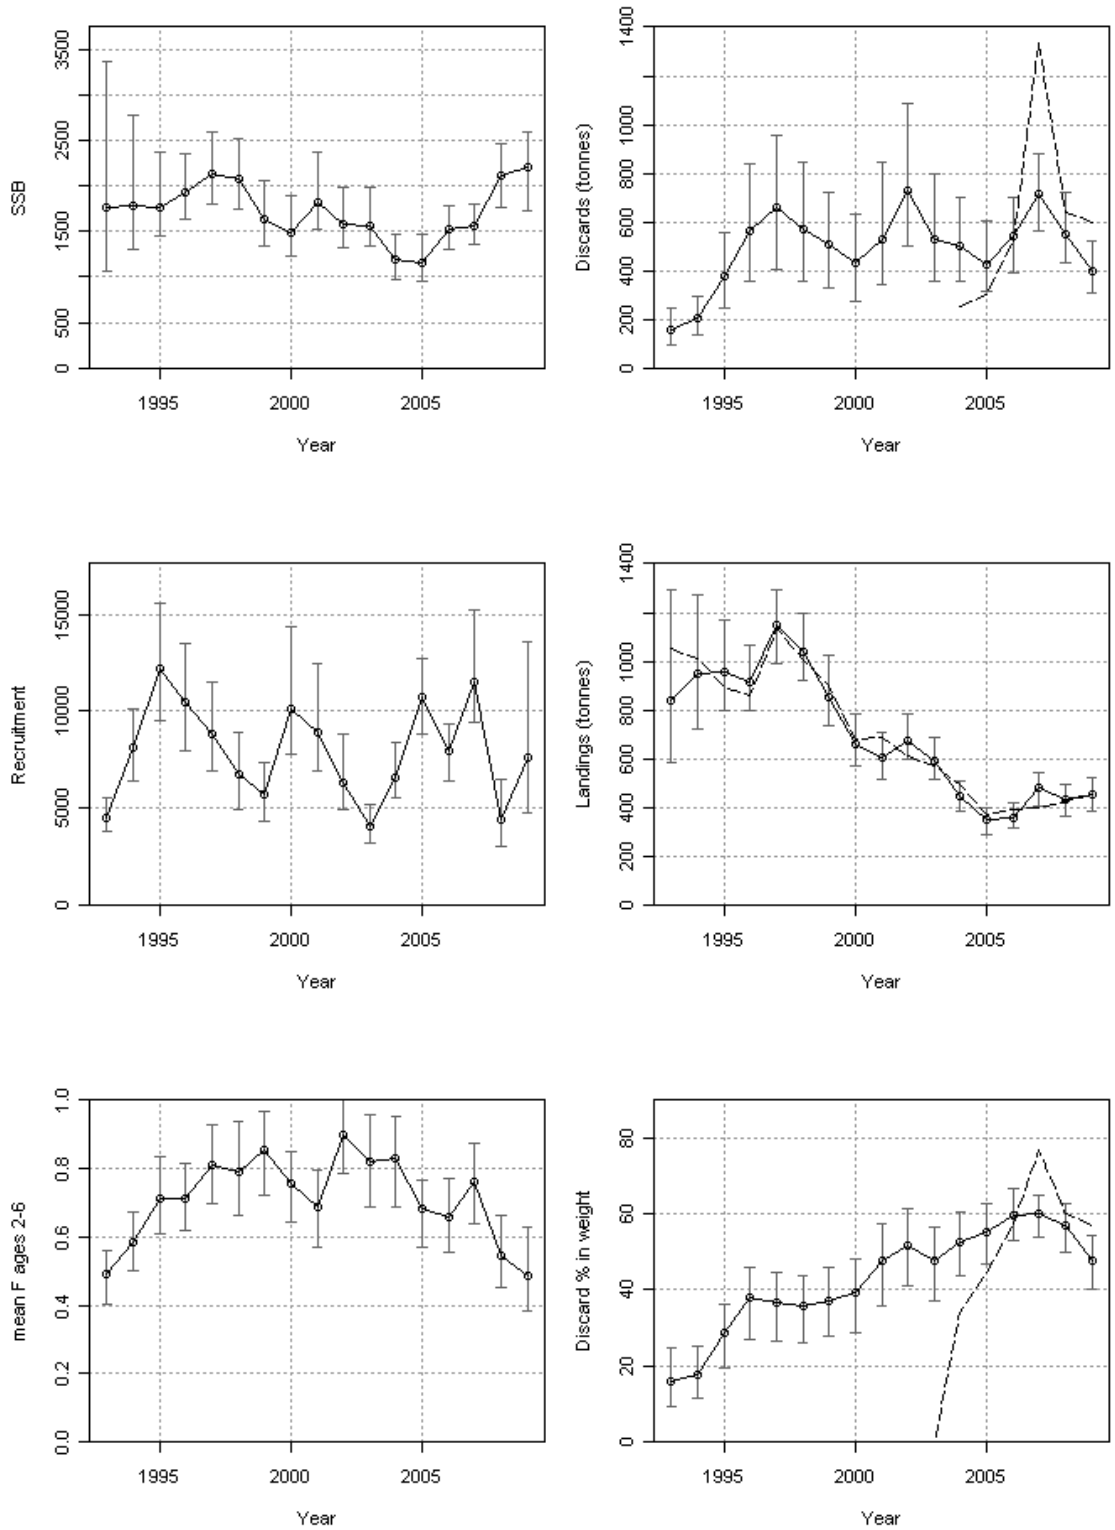 SSB
0
500
1500
2500
3500
1995 2000 2005
Year
Discards (tonnes)
0
200
400
600
800
1000
1400
1995 2000 2005
Year
Recruitment
0
5000
10000
15000
1995 2000 2005
Year
Landings (tonnes)
0
200
400
600
800
1000
1400
1995 2000 2005
Year
mean F ages 2-6
0.0
0.2
0.4
0.6
0.8
1.0
1995 2000 2005
Year
Discard % in weight
0
20
40
60
80
1995 2000 2005
Year